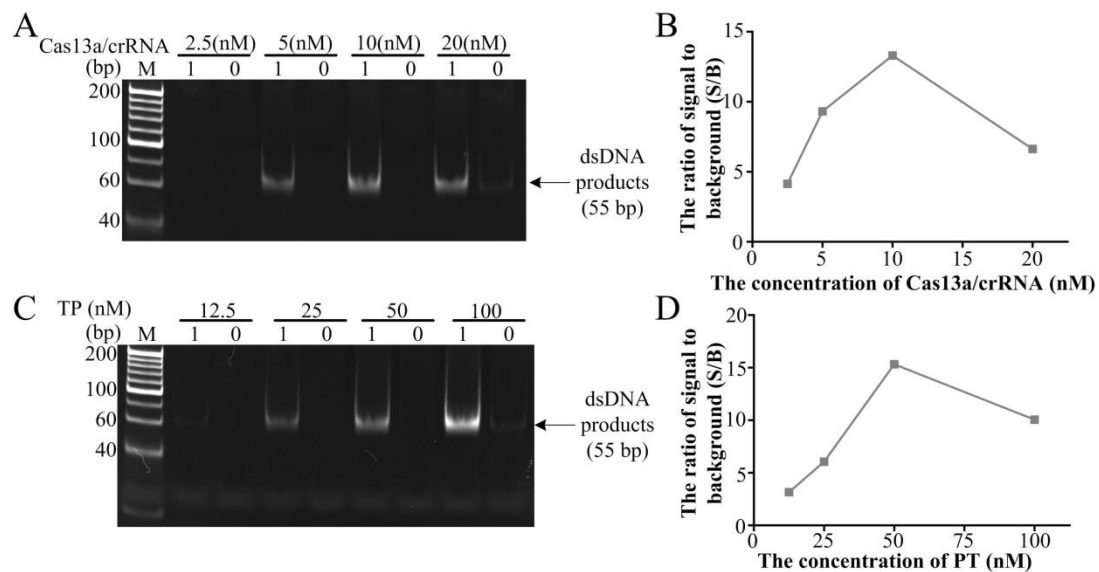 A
Cas13a/crRNA 2.5(nM) 5(nM) 10(nM) 20(nM)
(bp) M 1 0 1 0 1 0 1 0
200
100
60
40
dsDNA
products
(55 bp)
B
The ratio of signal to
background (S/B)
15
10
5
0
0 5 10 15 20
The concentration of Cas13a/crRNA (nM)
C
TP (nM) 12.5 25 50 100
(bp) M 1 0 1 0 1 0 1 0
200
100
60
40
dsDNA
products
(55 bp)
D
The ratio of signal to
background (S/B)
20
15
10
5
0
0 25 50 75 100
The concentration of PT (nM)